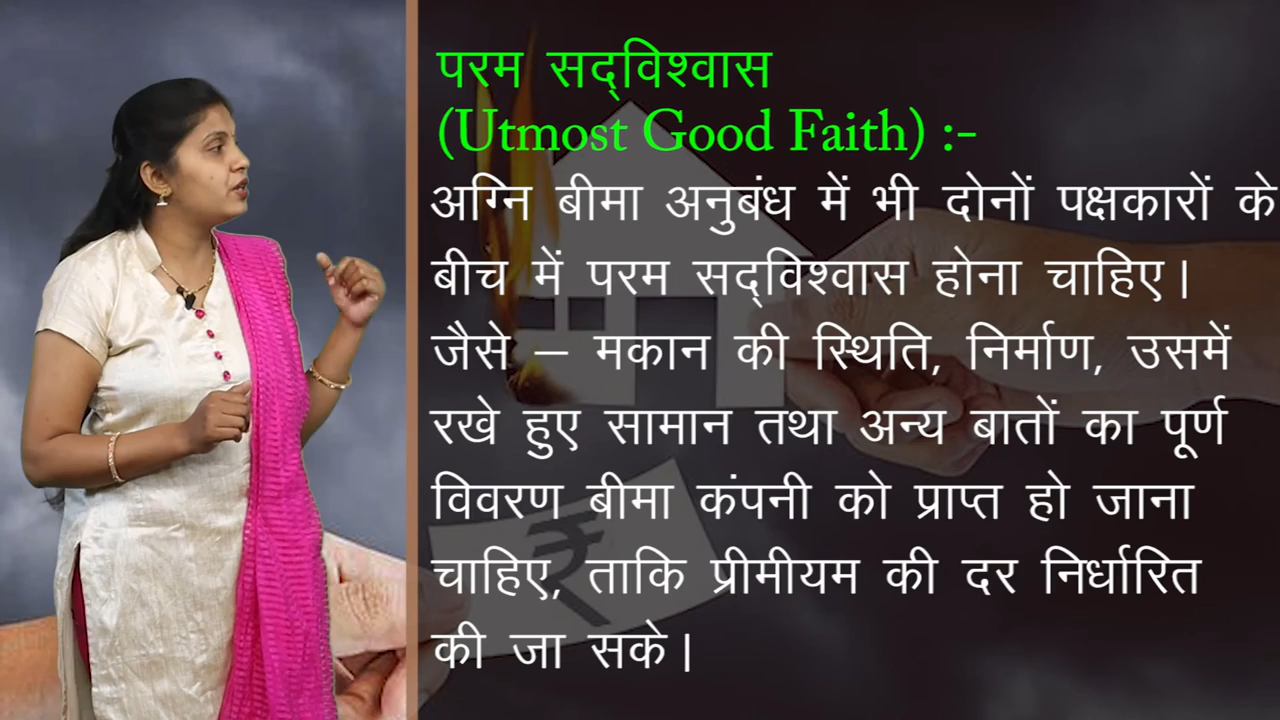 परम सद्विश्वास
(Utmost Good Faith) :-
अग्नि बीमा अनुबंध में भी दोनों पक्षकारों के
बीच में परम सद्विश्वास होना चाहिए।
जैसे – मकान की स्थिति, निर्माण, उसमें
रखे हुए सामान तथा अन्य बातों का पूर्ण
विवरण बीमा कंपनी को प्राप्त हो जाना
चाहिए, ताकि प्रीमीयम की दर निर्धारित
की जा सके।
₹